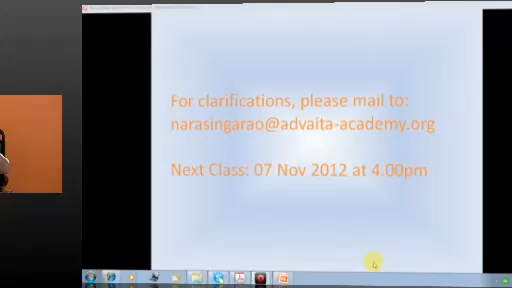 For clarifications, please mail to:
narasingarao@advaita-academy.org
Next Class: 07 Nov 2012 at 4.00pm